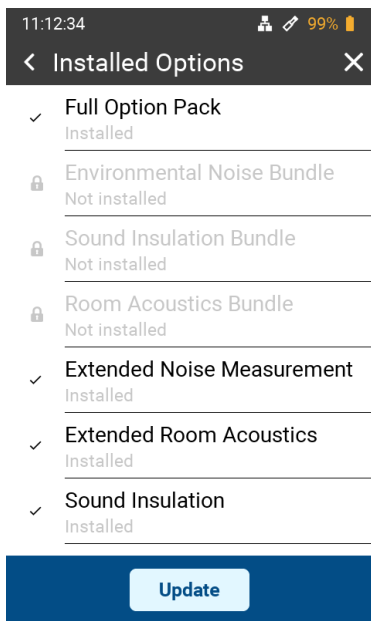 11:12:34 99%
Installed Options
Full Option Pack
Installed
Environmental Noise Bundle
Not installed
Sound Insulation Bundle
Not installed
Room Acoustics Bundle
Not installed
Extended Noise Measurement
Installed
Extended Room Acoustics
Installed
Sound Insulation
Installed
Update